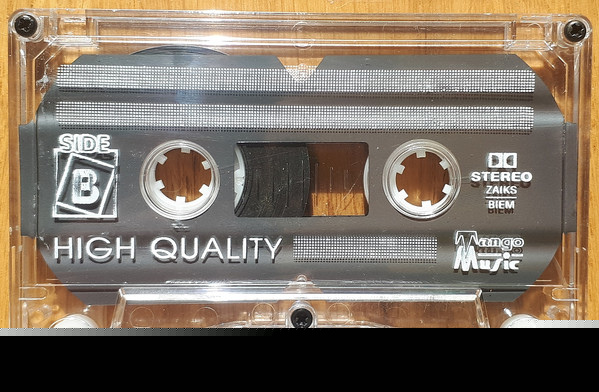 SIDE
B
HIGH QUALITY
STEREO
ZAIKS
BIEM
Tango
Music